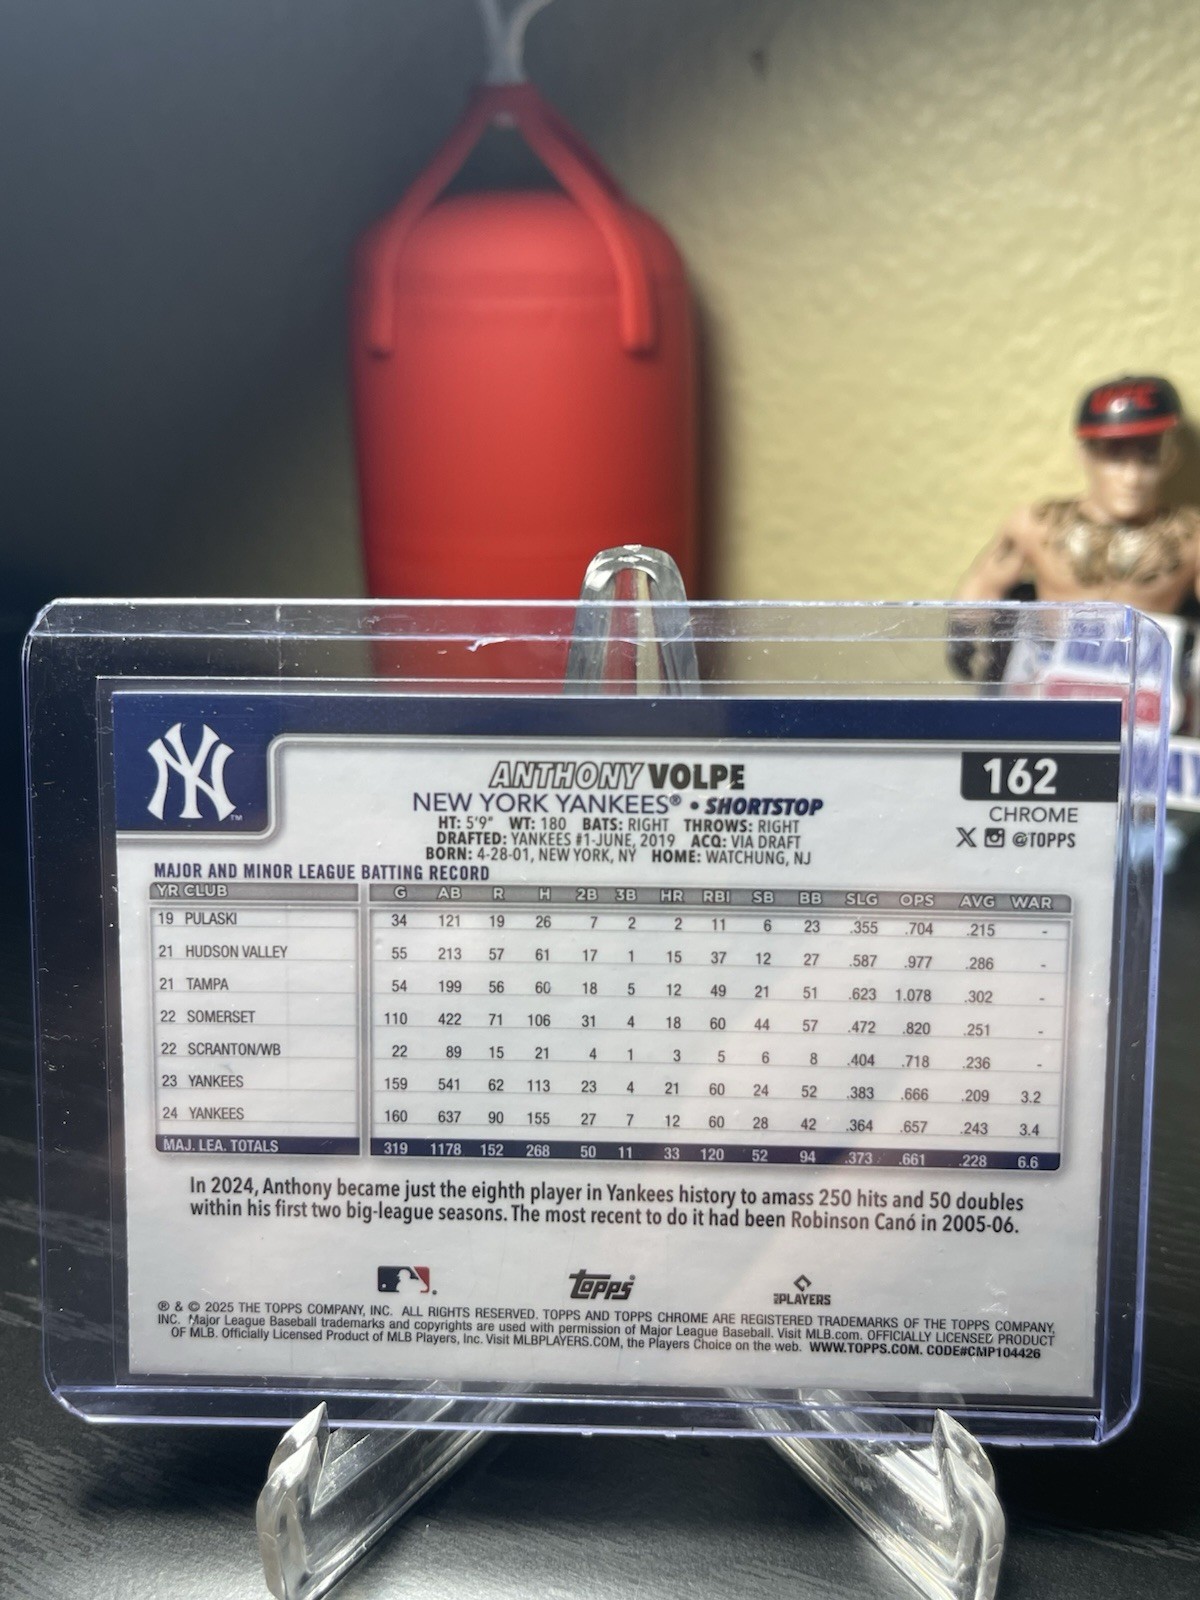 UFC
NY
™
ANTHONY VOLPE
162
NEW YORK YANKEES® • SHORTSTOP
CHROME
HT: 5'9" WT: 180 BATS: RIGHT THROWS: RIGHT
@TOPPS
DRAFTED: YANKEES #1-JUNE, 2019 ACQ: VIA DRAFT
BORN: 4-28-01, NEW YORK, NY HOME: WATCHUNG, NJ
MAJOR AND MINOR LEAGUE BATTING RECORD
YR CLUB G AB R H 2B 3B HR RBI SB BB SLG OPS AVG WAR
19 PULASKI 34 121 19 26 7 2 2 11 6 23 .355 .704 .215 -
21 HUDSON VALLEY 55 213 57 61 17 1 15 37 12 27 .587 .977 .286 -
21 TAMPA 54 199 56 60 18 5 12 49 21 51 .623 1.078 .302 -
22 SOMERSET 110 422 71 106 31 4 18 60 44 57 .472 .820 .251 -
22 SCRANTON/WB 22 89 15 21 4 1 3 5 6 8 .404 .718 .236 -
23 YANKEES 159 541 62 113 23 4 21 60 24 52 .383 .666 .209 3.2
24 YANKEES 160 637 90 155 27 7 12 60 28 42 .364 .657 .243 3.4
MAJ. LEA. TOTALS 319 1178 152 268 50 11 33 120 52 94 .373 .661 .228 6.6
In 2024, Anthony became just the eighth player in Yankees history to amass 250 hits and 50 doubles
within his first two big-league seasons. The most recent to do it had been Robinson Canó in 2005-06.
topps
PLAYERS
® & © 2025 THE TOPPS COMPANY, INC. ALL RIGHTS RESERVED. TOPPS AND TOPPS CHROME ARE REGISTERED TRADEMARKS OF THE TOPPS COMPANY,
INC. Major League Baseball trademarks and copyrights are used with permission of Major League Baseball. Visit MLB.com. OFFICIALLY LICENSED PRODUCT
OF MLB. Officially Licensed Product of MLB Players, Inc. Visit MLBPLAYERS.COM, the Players Choice on the web. WWW.TOPPS.COM. CODE#CMP104426